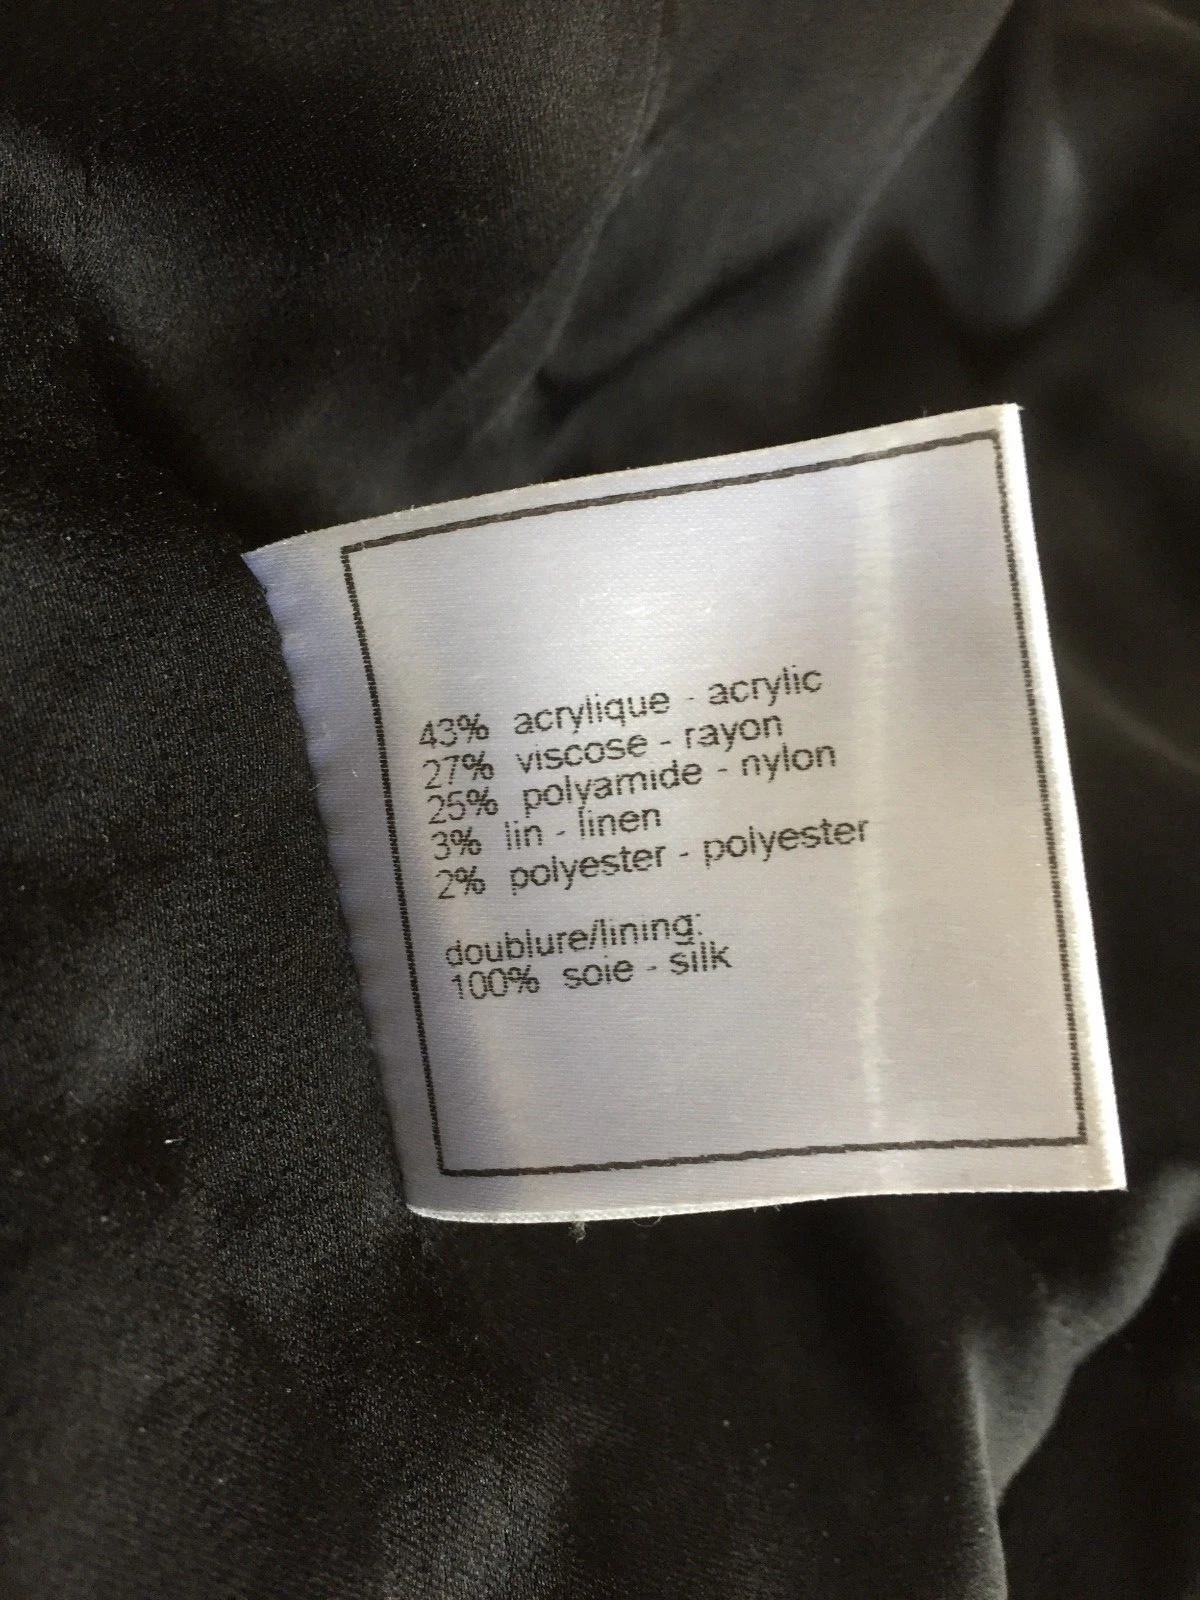 43% acrylique - acrylic
27% viscose - rayon
25% polyamide - nylon
3% lin - linen
2% polyester - polyester
doublure/lining:
100% soie - silk